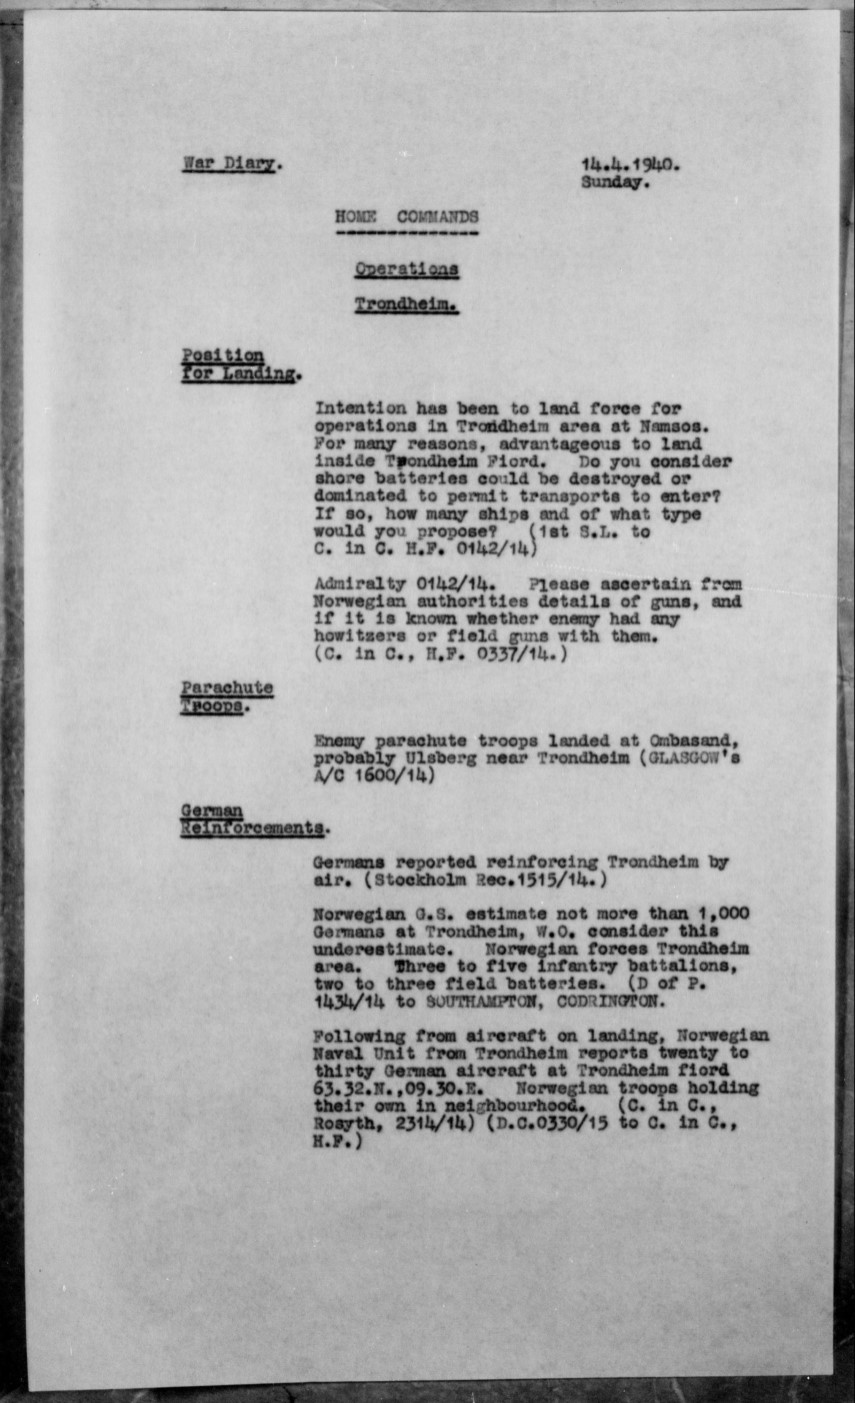 War Diary.
14.4.1940.
Sunday.
HOME COMMANDS
Operations
Trondheim.
Position
for Landing.
Intention has been to land force for
operations in Trondheim area at Namsos.
For many reasons, advantageous to land
inside Trondheim Fiord. Do you consider
shore batteries could be destroyed or
dominated to permit transports to enter?
If so, how many ships and of what type
would you propose? (1st S.L. to
C. in C. H.F. 0142/14)
Admiralty 0142/14. Please ascertain from
Norwegian authorities details of guns, and
if it is known whether enemy had any
howitzers or field guns with them.
(C. in C., H.F. 0337/14.)
Parachute
Troops.
Enemy parachute troops landed at Ombasand,
probably Ulsberg near Trondheim (GLASGOW's
A/C 1600/14)
German
Reinforcements.
Germans reported reinforcing Trondheim by
air. (Stockholm Rec.1515/14.)
Norwegian G.S. estimate not more than 1,000
Germans at Trondheim, W.O. consider this
underestimate. Norwegian forces Trondheim
area. Three to five infantry battalions,
two to three field batteries. (D of P.
1434/14 to SOUTHAMPTON, CODRINGTON.
Following from aircraft on landing, Norwegian
Naval Unit from Trondheim reports twenty to
thirty German aircraft at Trondheim fiord
63.32.N.,09.30.E. Norwegian troops holding
their own in neighbourhood. (C. in C.,
Rosyth, 2314/14) (D.C.0330/15 to C. in C.,
H.F.)